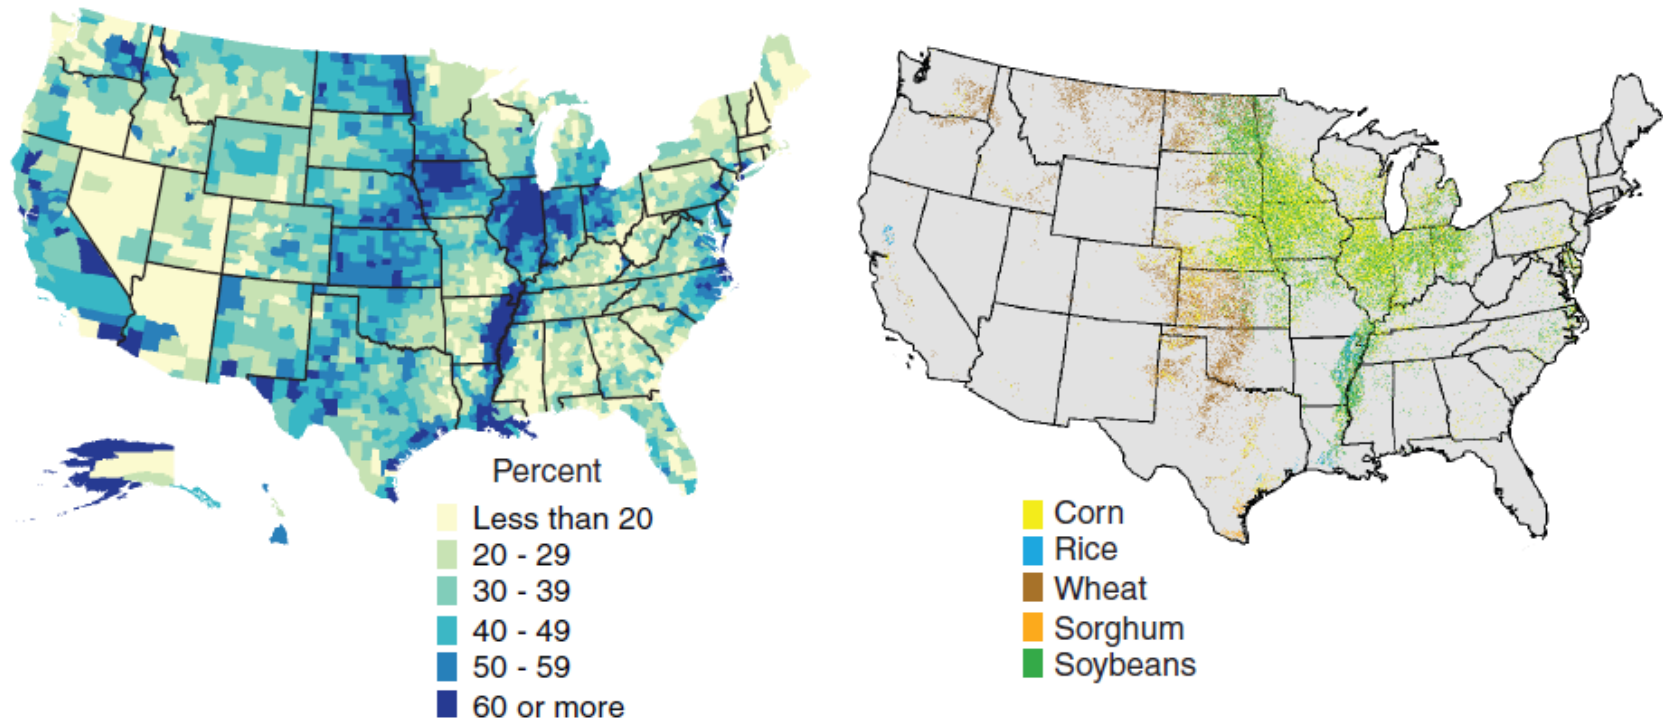 Percent
Less than 20
20 - 29
30 - 39
40 - 49
50 - 59
60 or more
Corn
Rice
Wheat
Sorghum
Soybeans